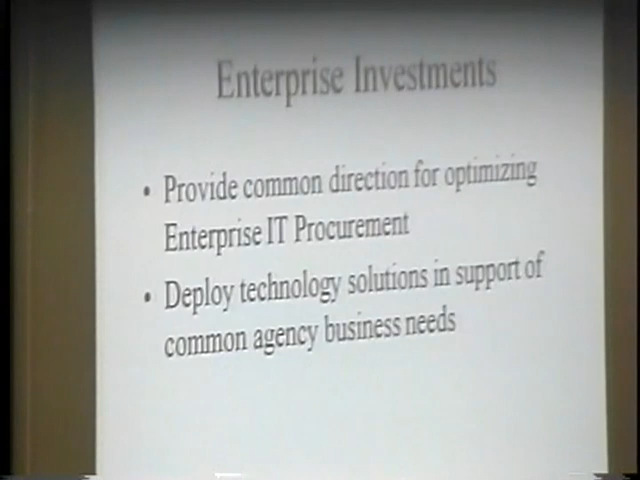 Enterprise Investments
• Provide common direction for optimizing
Enterprise IT Procurement
• Deploy technology solutions in support of
common agency business needs